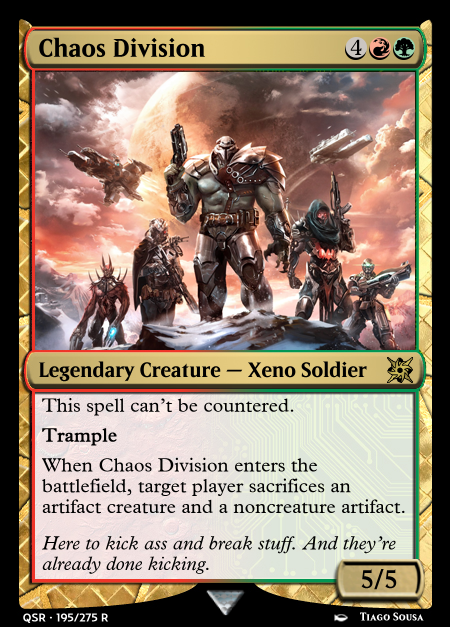 Chaos Division 4
Legendary Creature — Xeno Soldier
This spell can't be countered.
Trample
When Chaos Division enters the
battlefield, target player sacrifices an
artifact creature and a noncreature artifact.
Here to kick ass and break stuff. And they're
already done kicking.
5/5
QSR · 195/275 R
Tiago Sousa